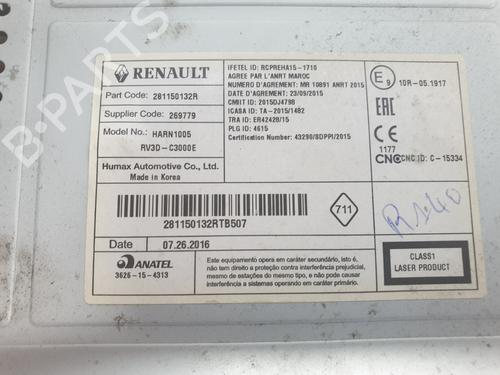 RENAULT
Part Code: 281150132R
Supplier Code: 269779
Model No.: HARN1005
RV3D-C3000E
Humax Automotive Co., Ltd.
Made in Korea
IFETEL ID: RCPREHA15-1710
AGREE PAR L'ANRT MAROC
NUMERO D'AGREMENT: MR 10891 ANRT 2015
DATE D'AGREMENT: 23/09/2015
CMIIT ID: 2015DJ4798
ICASA ID: TA-2015/1482
TRA ID: ER42428/15
PLG ID: 4615
Certification Number: 43290/SDPPI/2015
E9
10R-05.1917
EAC
1177
CNC CNC ID: C-15334
281150132RTB507
711
R340
Date 07.26.2016
ANATEL
3626-15-4313
Este equipamento opera em caráter secundário, isto é,
não tem direito a proteção contra interferência prejudicial,
mesmo de estações do mesmo tipo, e não pode causar
interferência a sistemas operando em caráter primário.
CLASS1
LASER PRODUCT
B-PARTS